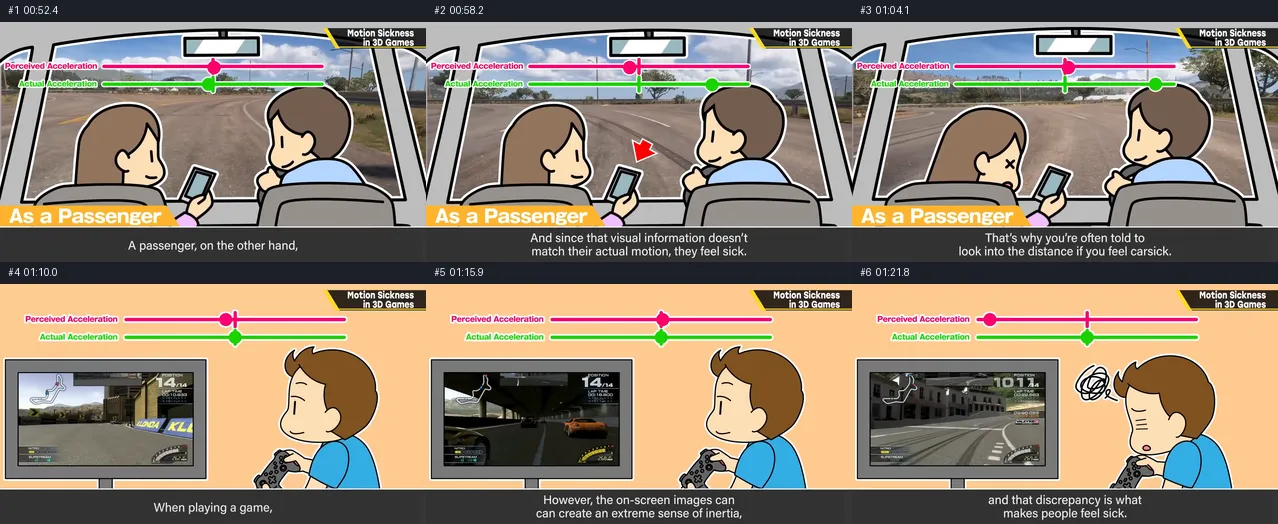 #1 00:52.4
Motion Sickness
in 3D Games
Perceived Acceleration
Actual Acceleration
As a Passenger
A passenger, on the other hand,
#2 00:58.2
Motion Sickness
in 3D Games
Perceived Acceleration
Actual Acceleration
As a Passenger
And since that visual information doesn't
match their actual motion, they feel sick.
#3 01:04.1
Motion Sickness
in 3D Games
Perceived Acceleration
Actual Acceleration
As a Passenger
That's why you're often told to
look into the distance if you feel carsick.
#4 01:10.0
Motion Sickness
in 3D Games
Perceived Acceleration
Actual Acceleration
POSITION
14/14
LAP TIME
When playing a game,
#5 01:15.9
Motion Sickness
in 3D Games
Perceived Acceleration
Actual Acceleration
POSITION
14/14
LAP TIME
However, the on-screen images can
can create an extreme sense of inertia,
#6 01:21.8
Motion Sickness
in 3D Games
Perceived Acceleration
Actual Acceleration
POSITION
LAP TIME
and that discrepancy is what
makes people feel sick.